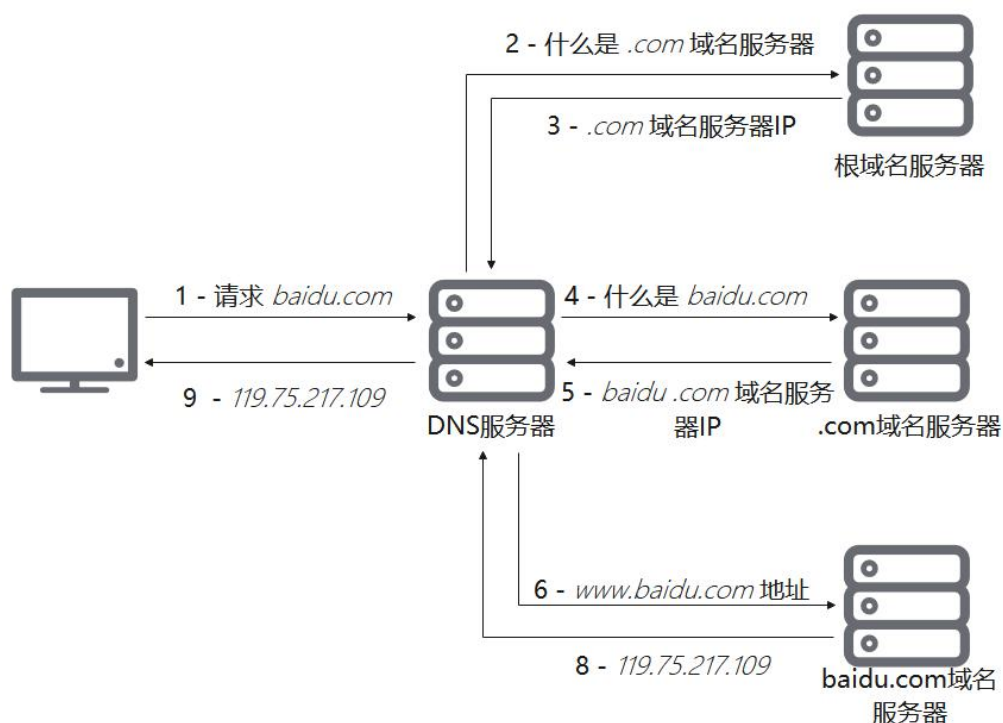 2 - 什么是 .com 域名服务器
3 - .com 域名服务器IP
根域名服务器
1 - 请求 baidu.com
9 - 119.75.217.109
DNS服务器
4 - 什么是 baidu.com
5 - baidu .com 域名服务
器IP
.com域名服务器
6 - www.baidu.com 地址
8 - 119.75.217.109
baidu.com域名
服务器